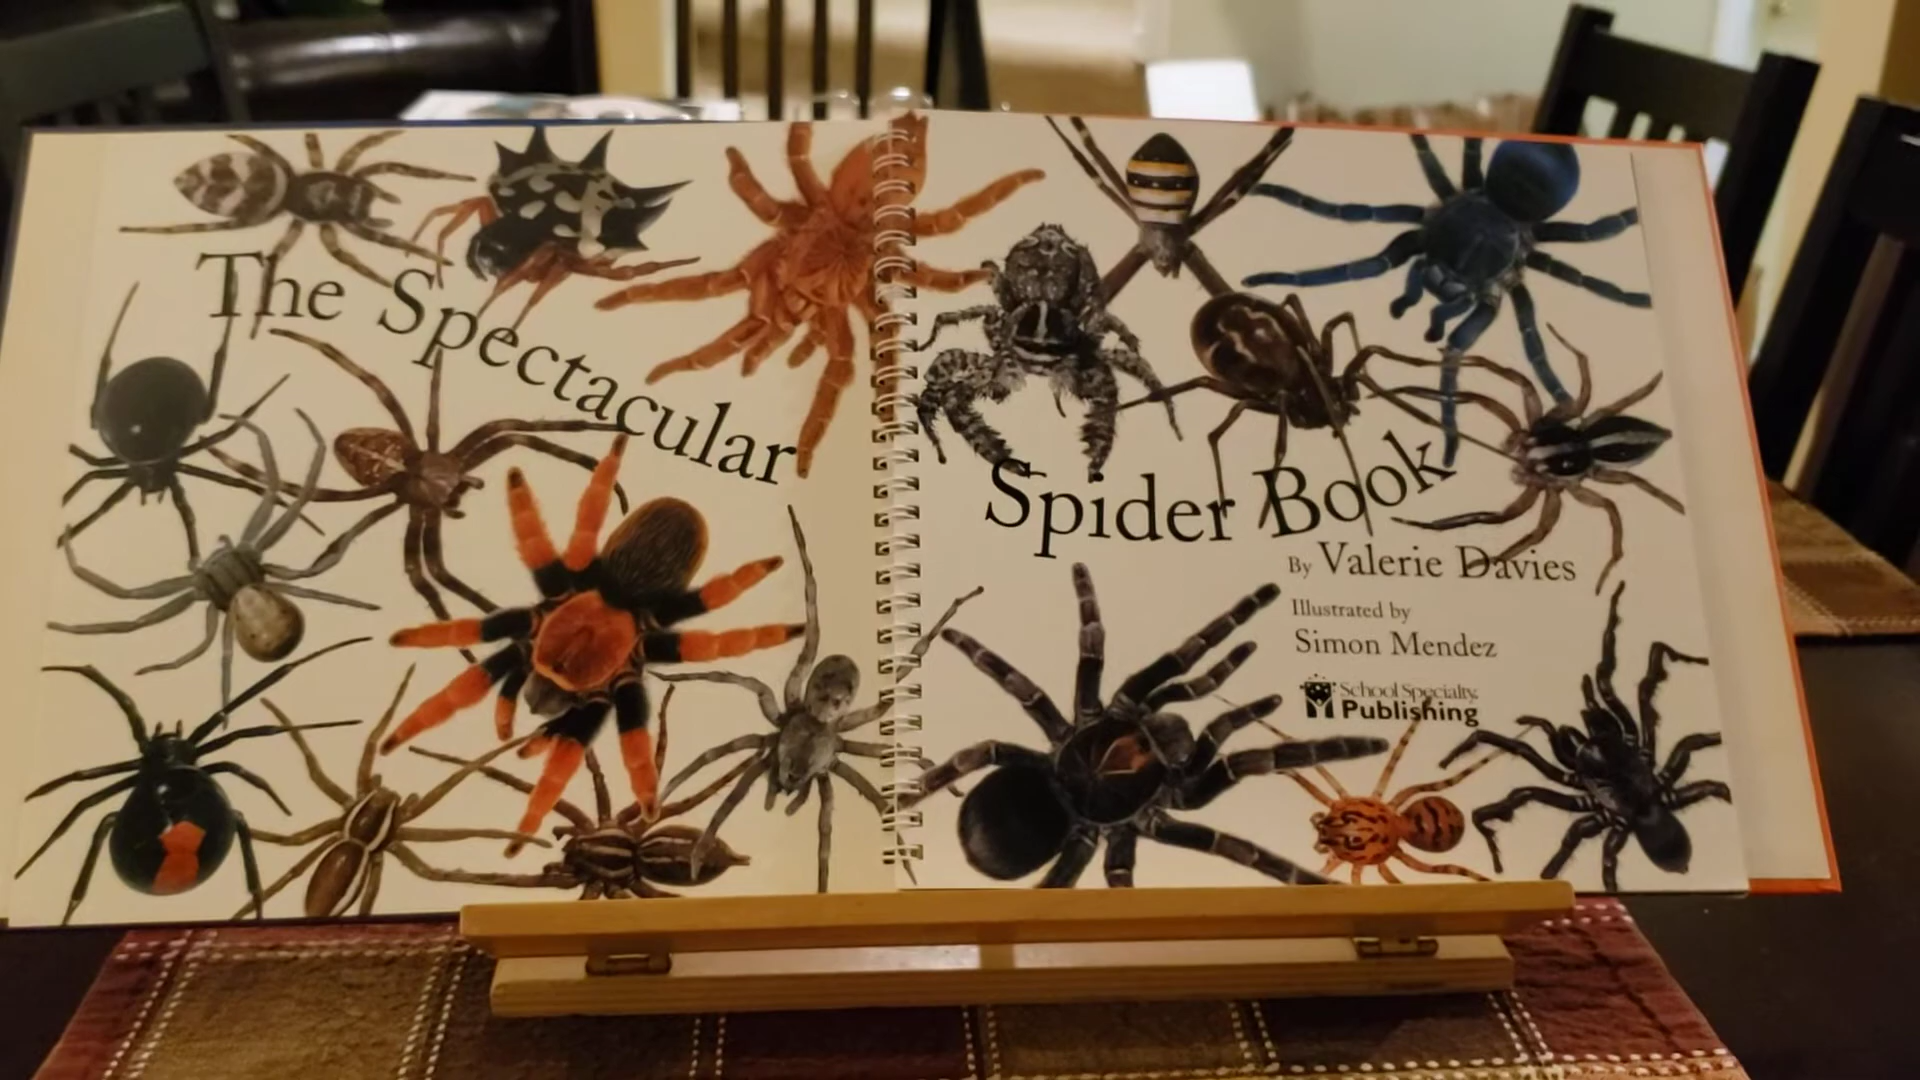 The Spectacular
Spider Book
By Valerie Davies
Illustrated by
Simon Mendez
School Specialty
Publishing